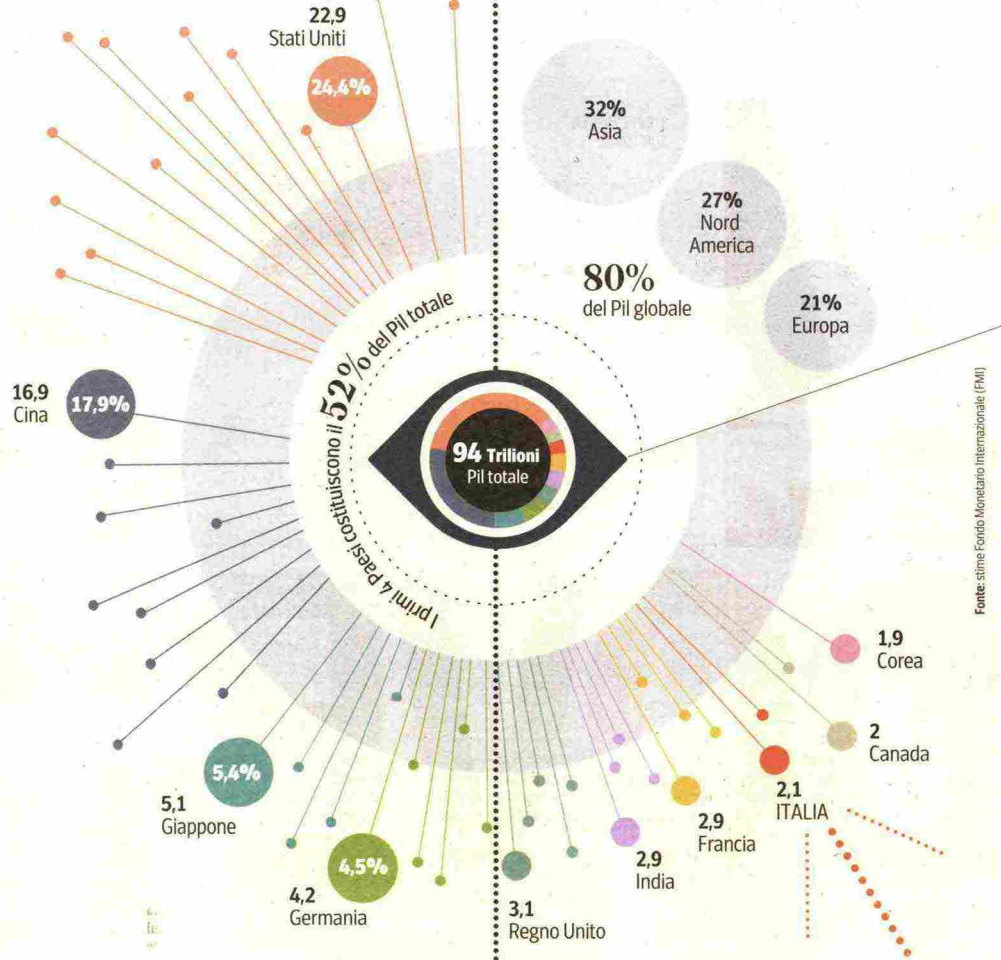 22,9
Stati Uniti
24,4%
32%
Asia
27%
Nord
America
80%
del Pil globale
21%
Europa
16,9
Cina
17,9%
I primi 4 Paesi costituiscono il 52% del Pil totale
94 Trilioni
Pil totale
Fonte: stime Fondo Monetario Internazionale (FMI)
1,9
Corea
2
Canada
2,1
ITALIA
2,9
Francia
2,9
India
3,1
Regno Unito
4,5%
4,2
Germania
5,4%
5,1
Giappone